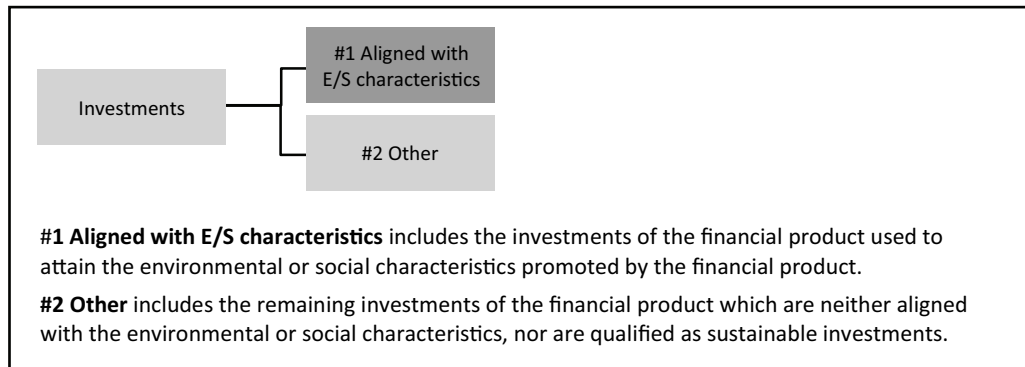 #1 Aligned with
E/S characteristics
Investments
#2 Other
#1 Aligned with E/S characteristics includes the investments of the financial product used to
attain the environmental or social characteristics promoted by the financial product.
#2 Other includes the remaining investments of the financial product which are neither aligned
with the environmental or social characteristics, nor are qualified as sustainable investments.